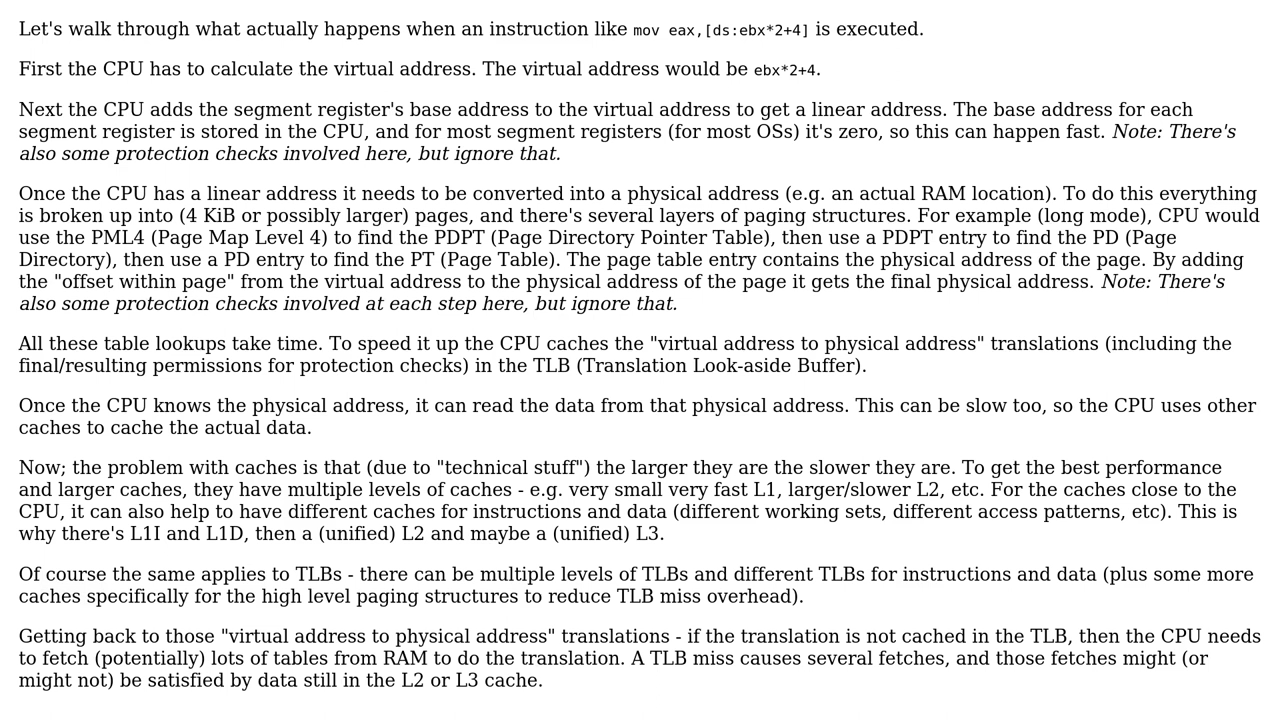 Let's walk through what actually happens when an instruction like mov eax,[ds:ebx*2+4] is executed.
First the CPU has to calculate the virtual address. The virtual address would be ebx*2+4.
Next the CPU adds the segment register's base address to the virtual address to get a linear address. The base address for each
segment register is stored in the CPU, and for most segment registers (for most OSs) it's zero, so this can happen fast. Note: There's
also some protection checks involved here, but ignore that.
Once the CPU has a linear address it needs to be converted into a physical address (e.g. an actual RAM location). To do this everything
is broken up into (4 KiB or possibly larger) pages, and there's several layers of paging structures. For example (long mode), CPU would
use the PML4 (Page Map Level 4) to find the PDPT (Page Directory Pointer Table), then use a PDPT entry to find the PD (Page
Directory), then use a PD entry to find the PT (Page Table). The page table entry contains the physical address of the page. By adding
the "offset within page" from the virtual address to the physical address of the page it gets the final physical address. Note: There's
also some protection checks involved at each step here, but ignore that.
All these table lookups take time. To speed it up the CPU caches the "virtual address to physical address" translations (including the
final/resulting permissions for protection checks) in the TLB (Translation Look-aside Buffer).
Once the CPU knows the physical address, it can read the data from that physical address. This can be slow too, so the CPU uses other
caches to cache the actual data.
Now; the problem with caches is that (due to "technical stuff") the larger they are the slower they are. To get the best performance
and larger caches, they have multiple levels of caches - e.g. very small very fast L1, larger/slower L2, etc. For the caches close to the
CPU, it can also help to have different caches for instructions and data (different working sets, different access patterns, etc). This is
why there's L1I and L1D, then a (unified) L2 and maybe a (unified) L3.
Of course the same applies to TLBs - there can be multiple levels of TLBs and different TLBs for instructions and data (plus some more
caches specifically for the high level paging structures to reduce TLB miss overhead).
Getting back to those "virtual address to physical address" translations - if the translation is not cached in the TLB, then the CPU needs
to fetch (potentially) lots of tables from RAM to do the translation. A TLB miss causes several fetches, and those fetches might (or
might not) be satisfied by data still in the L2 or L3 cache.